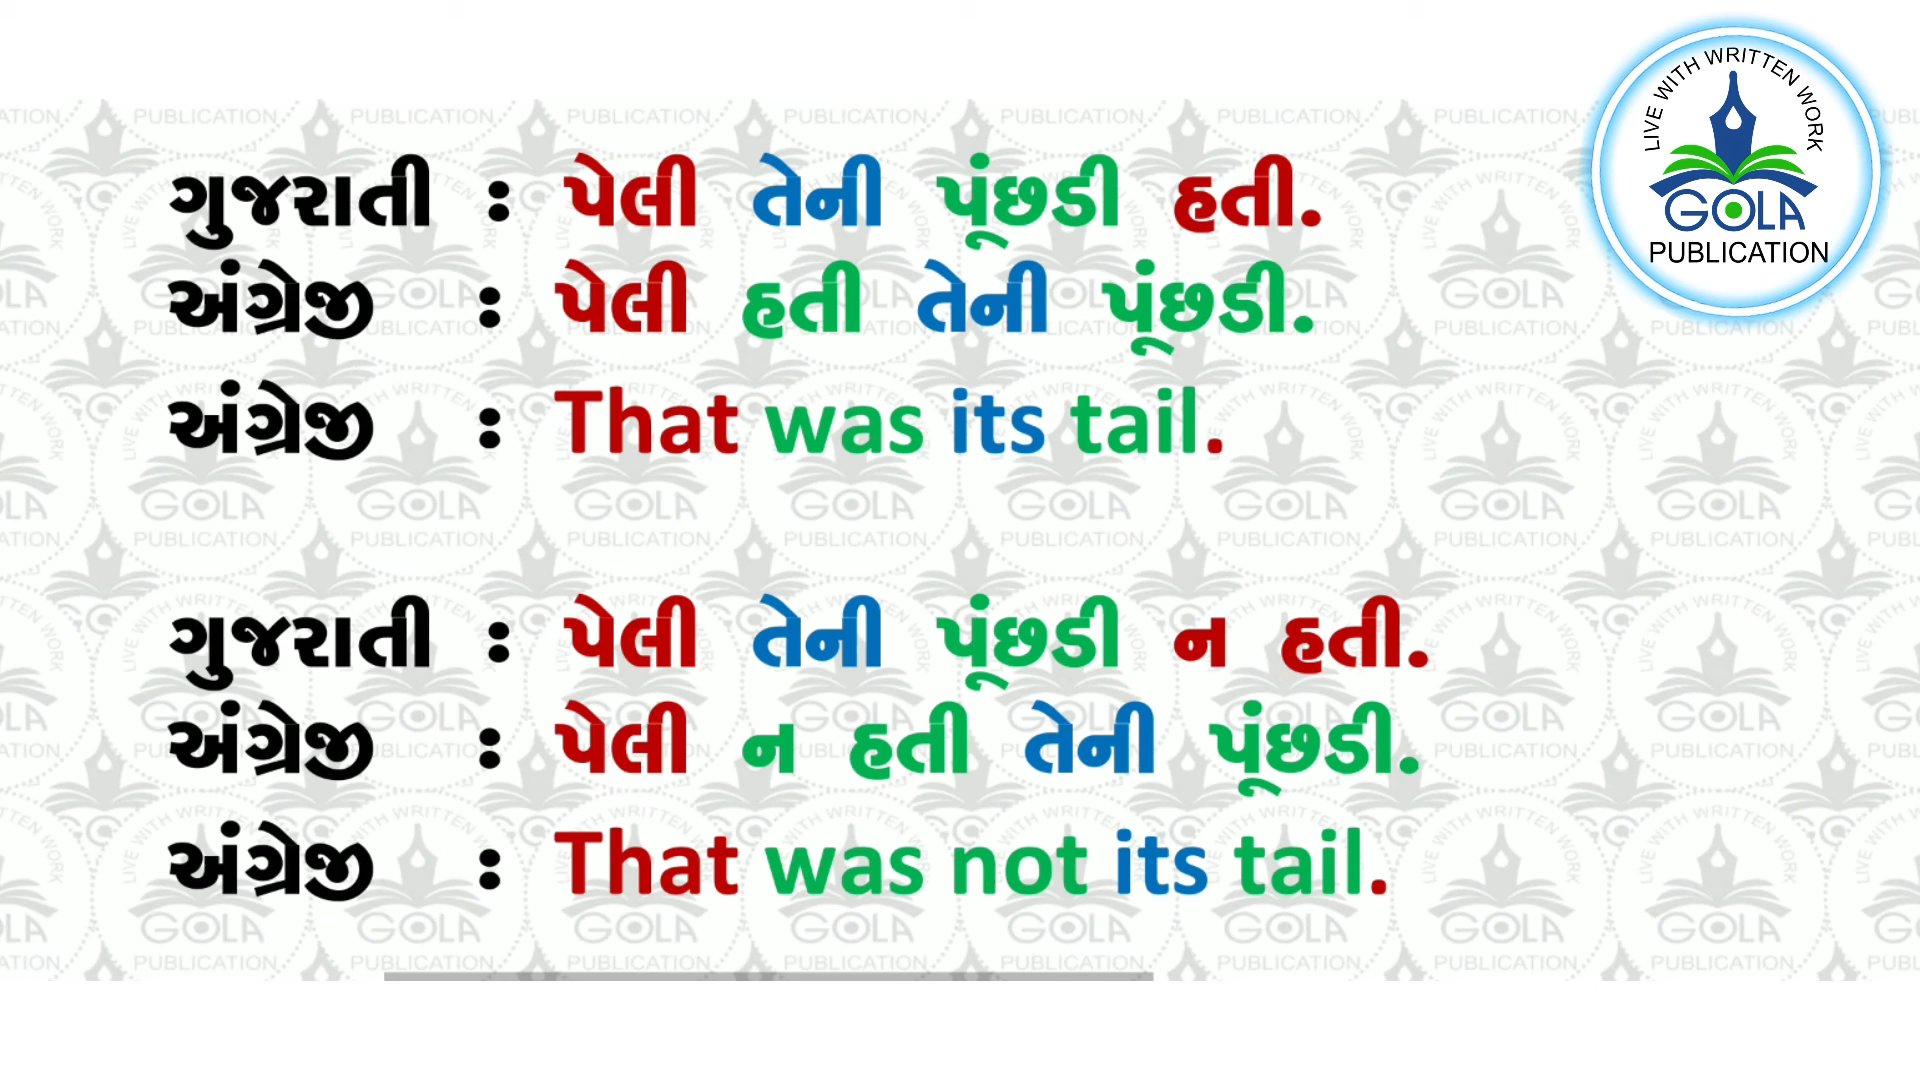 LIVE WITH WRITTEN WORK
GOLA
PUBLICATION
ગુજરાતી : પેલી તેની પૂંછડી હતી.
અંગ્રેજી : પેલી હતી તેની પૂંછડી.
અંગ્રેજી : That was its tail.
ગુજરાતી : પેલી તેની પૂંછડી ન હતી.
અંગ્રેજી : પેલી ન હતી તેની પૂંછડી.
અંગ્રેજી : That was not its tail.